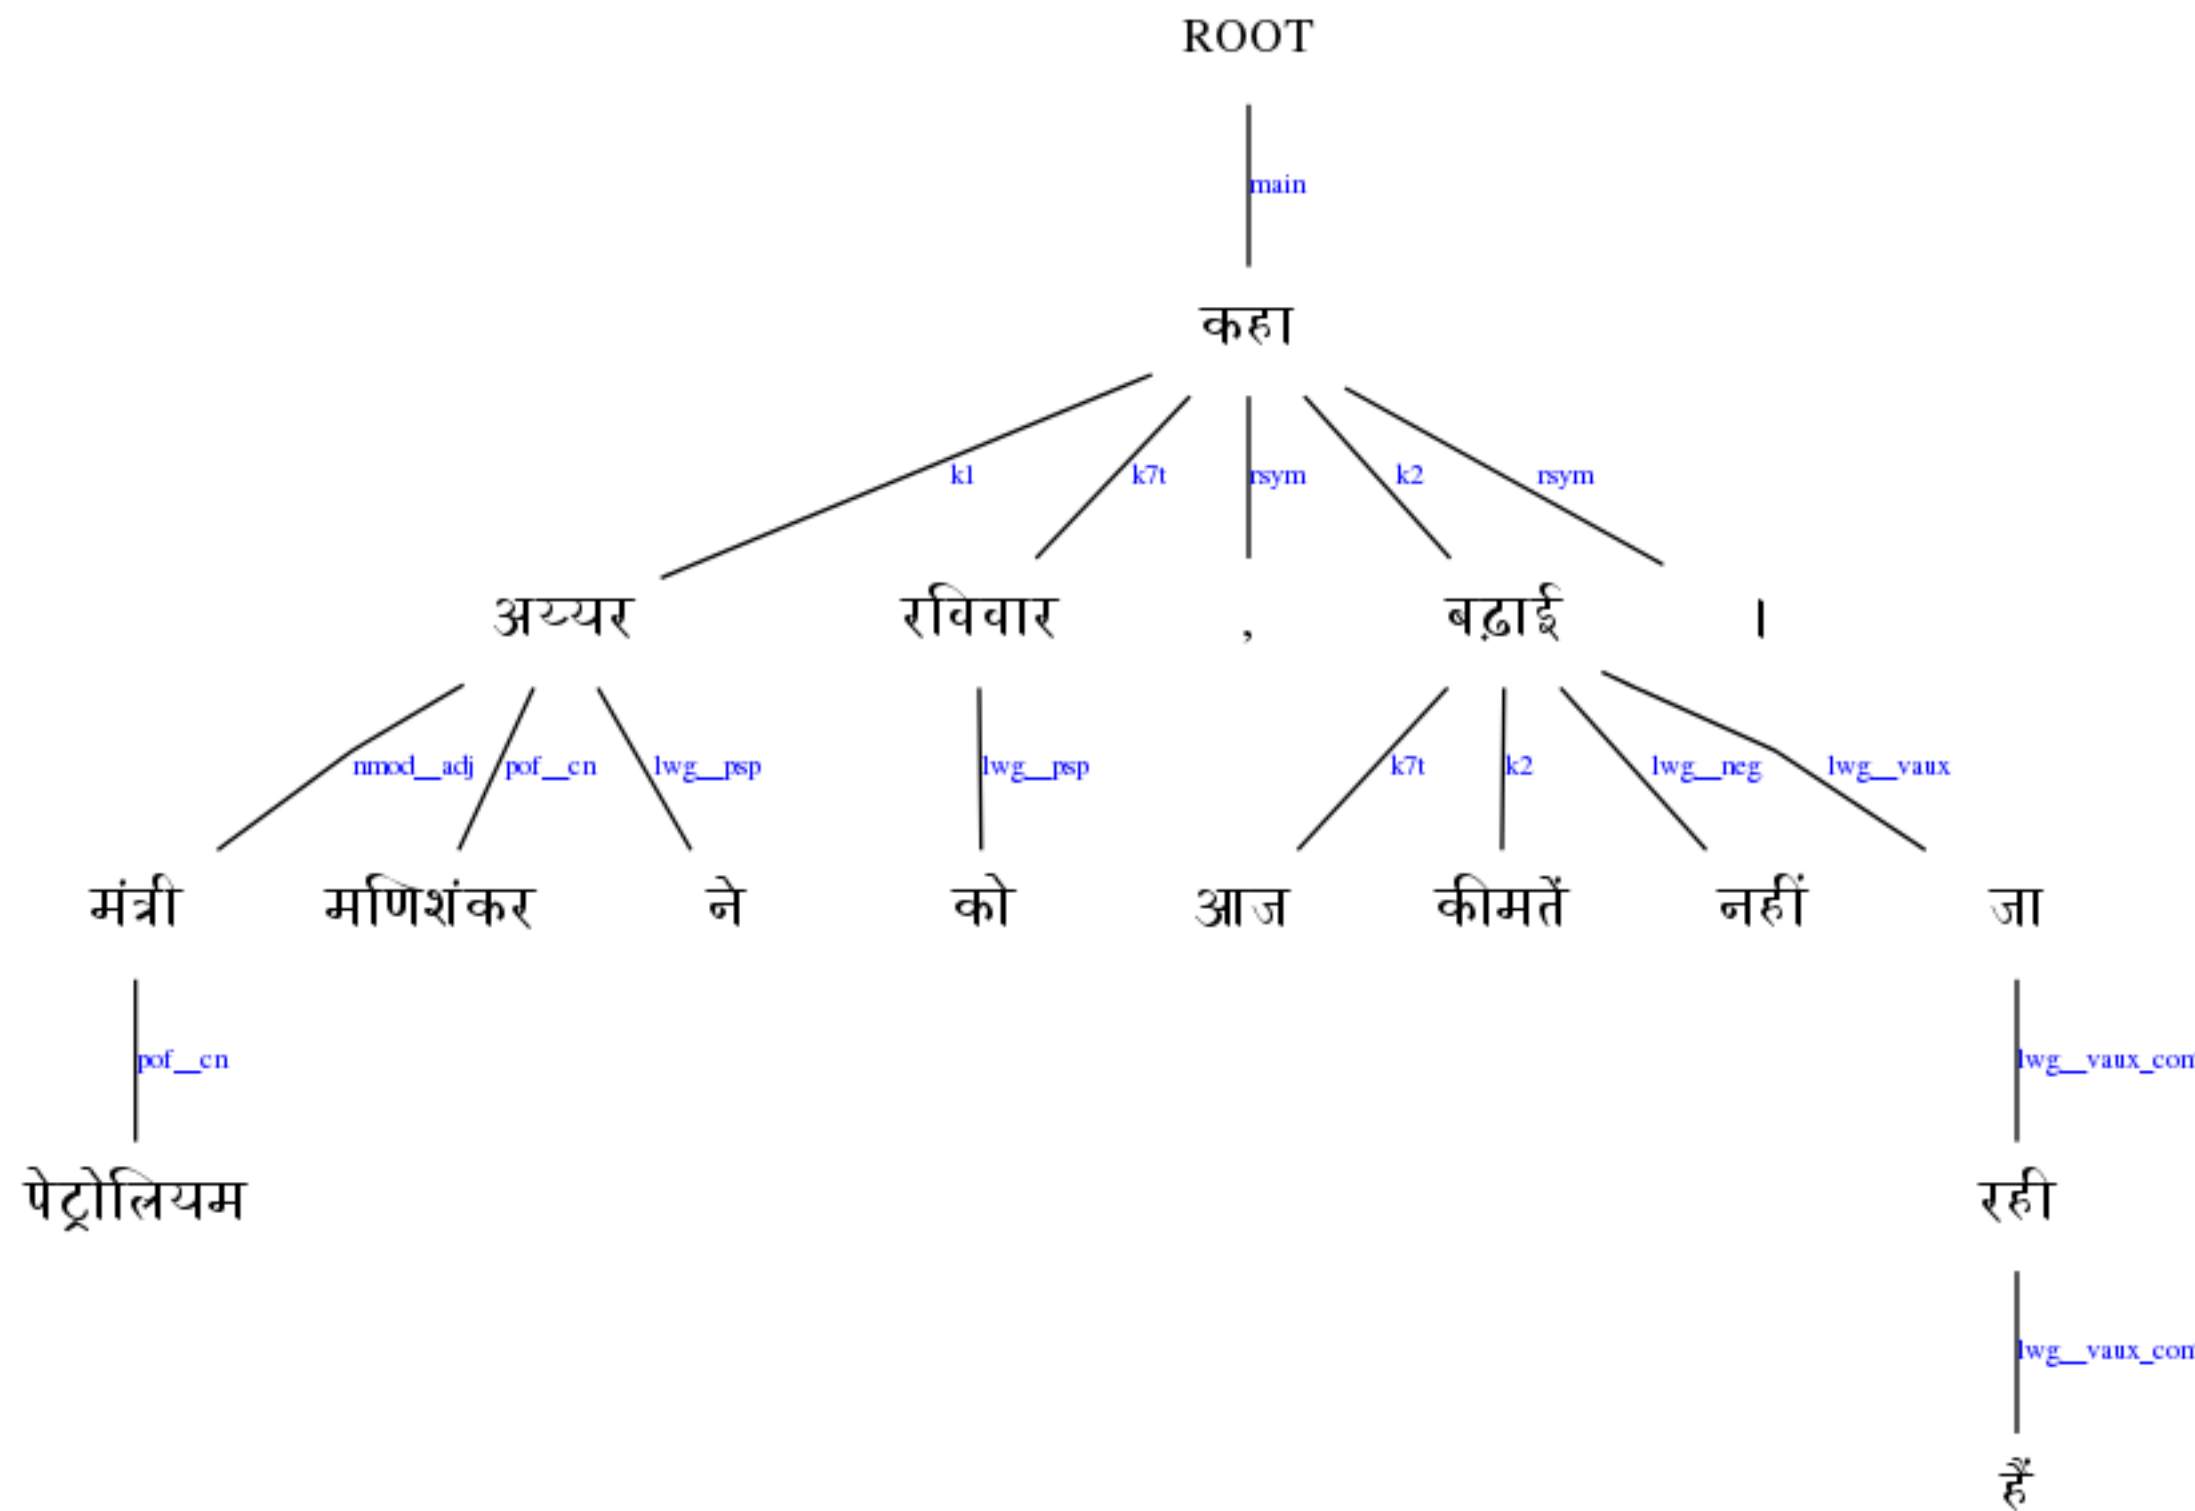 ROOT
main
कहा
k1 k7t rsym k2 rsym
अय्यर रविवार , बढ़ाई ।
nmod__adj pof__cn lwg__psp lwg__psp k7t k2 lwg__neg lwg__vaux
मंत्री मणिशंकर ने को आज कीमतें नहीं जा
pof__cn lwg__vaux_con
पेट्रोलियम रही
lwg__vaux_con
हैं